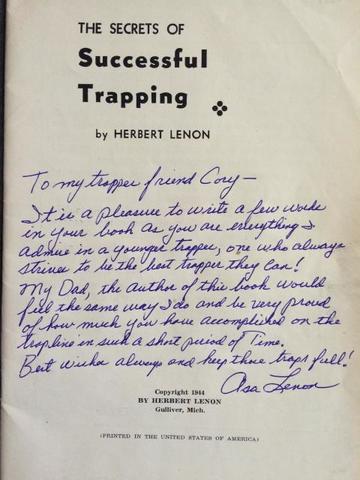 THE SECRETS OF
Successful
Trapping
by HERBERT LENON
To my trapper friend Cory —
It is a pleasure to write a few words
in your book as you are everything I
admire in a younger trapper, one who always
strives to be the best trapper they can!
My Dad, the author of this book would
feel the same way I do and be very proud
of how much you have accomplished on the
trapline in such a short period of Time.
Best wishes always and keep those traps full!
Asa Lenon
Copyright 1944
BY HERBERT LENON
Gulliver, Mich.
(PRINTED IN THE UNITED STATES OF AMERICA)